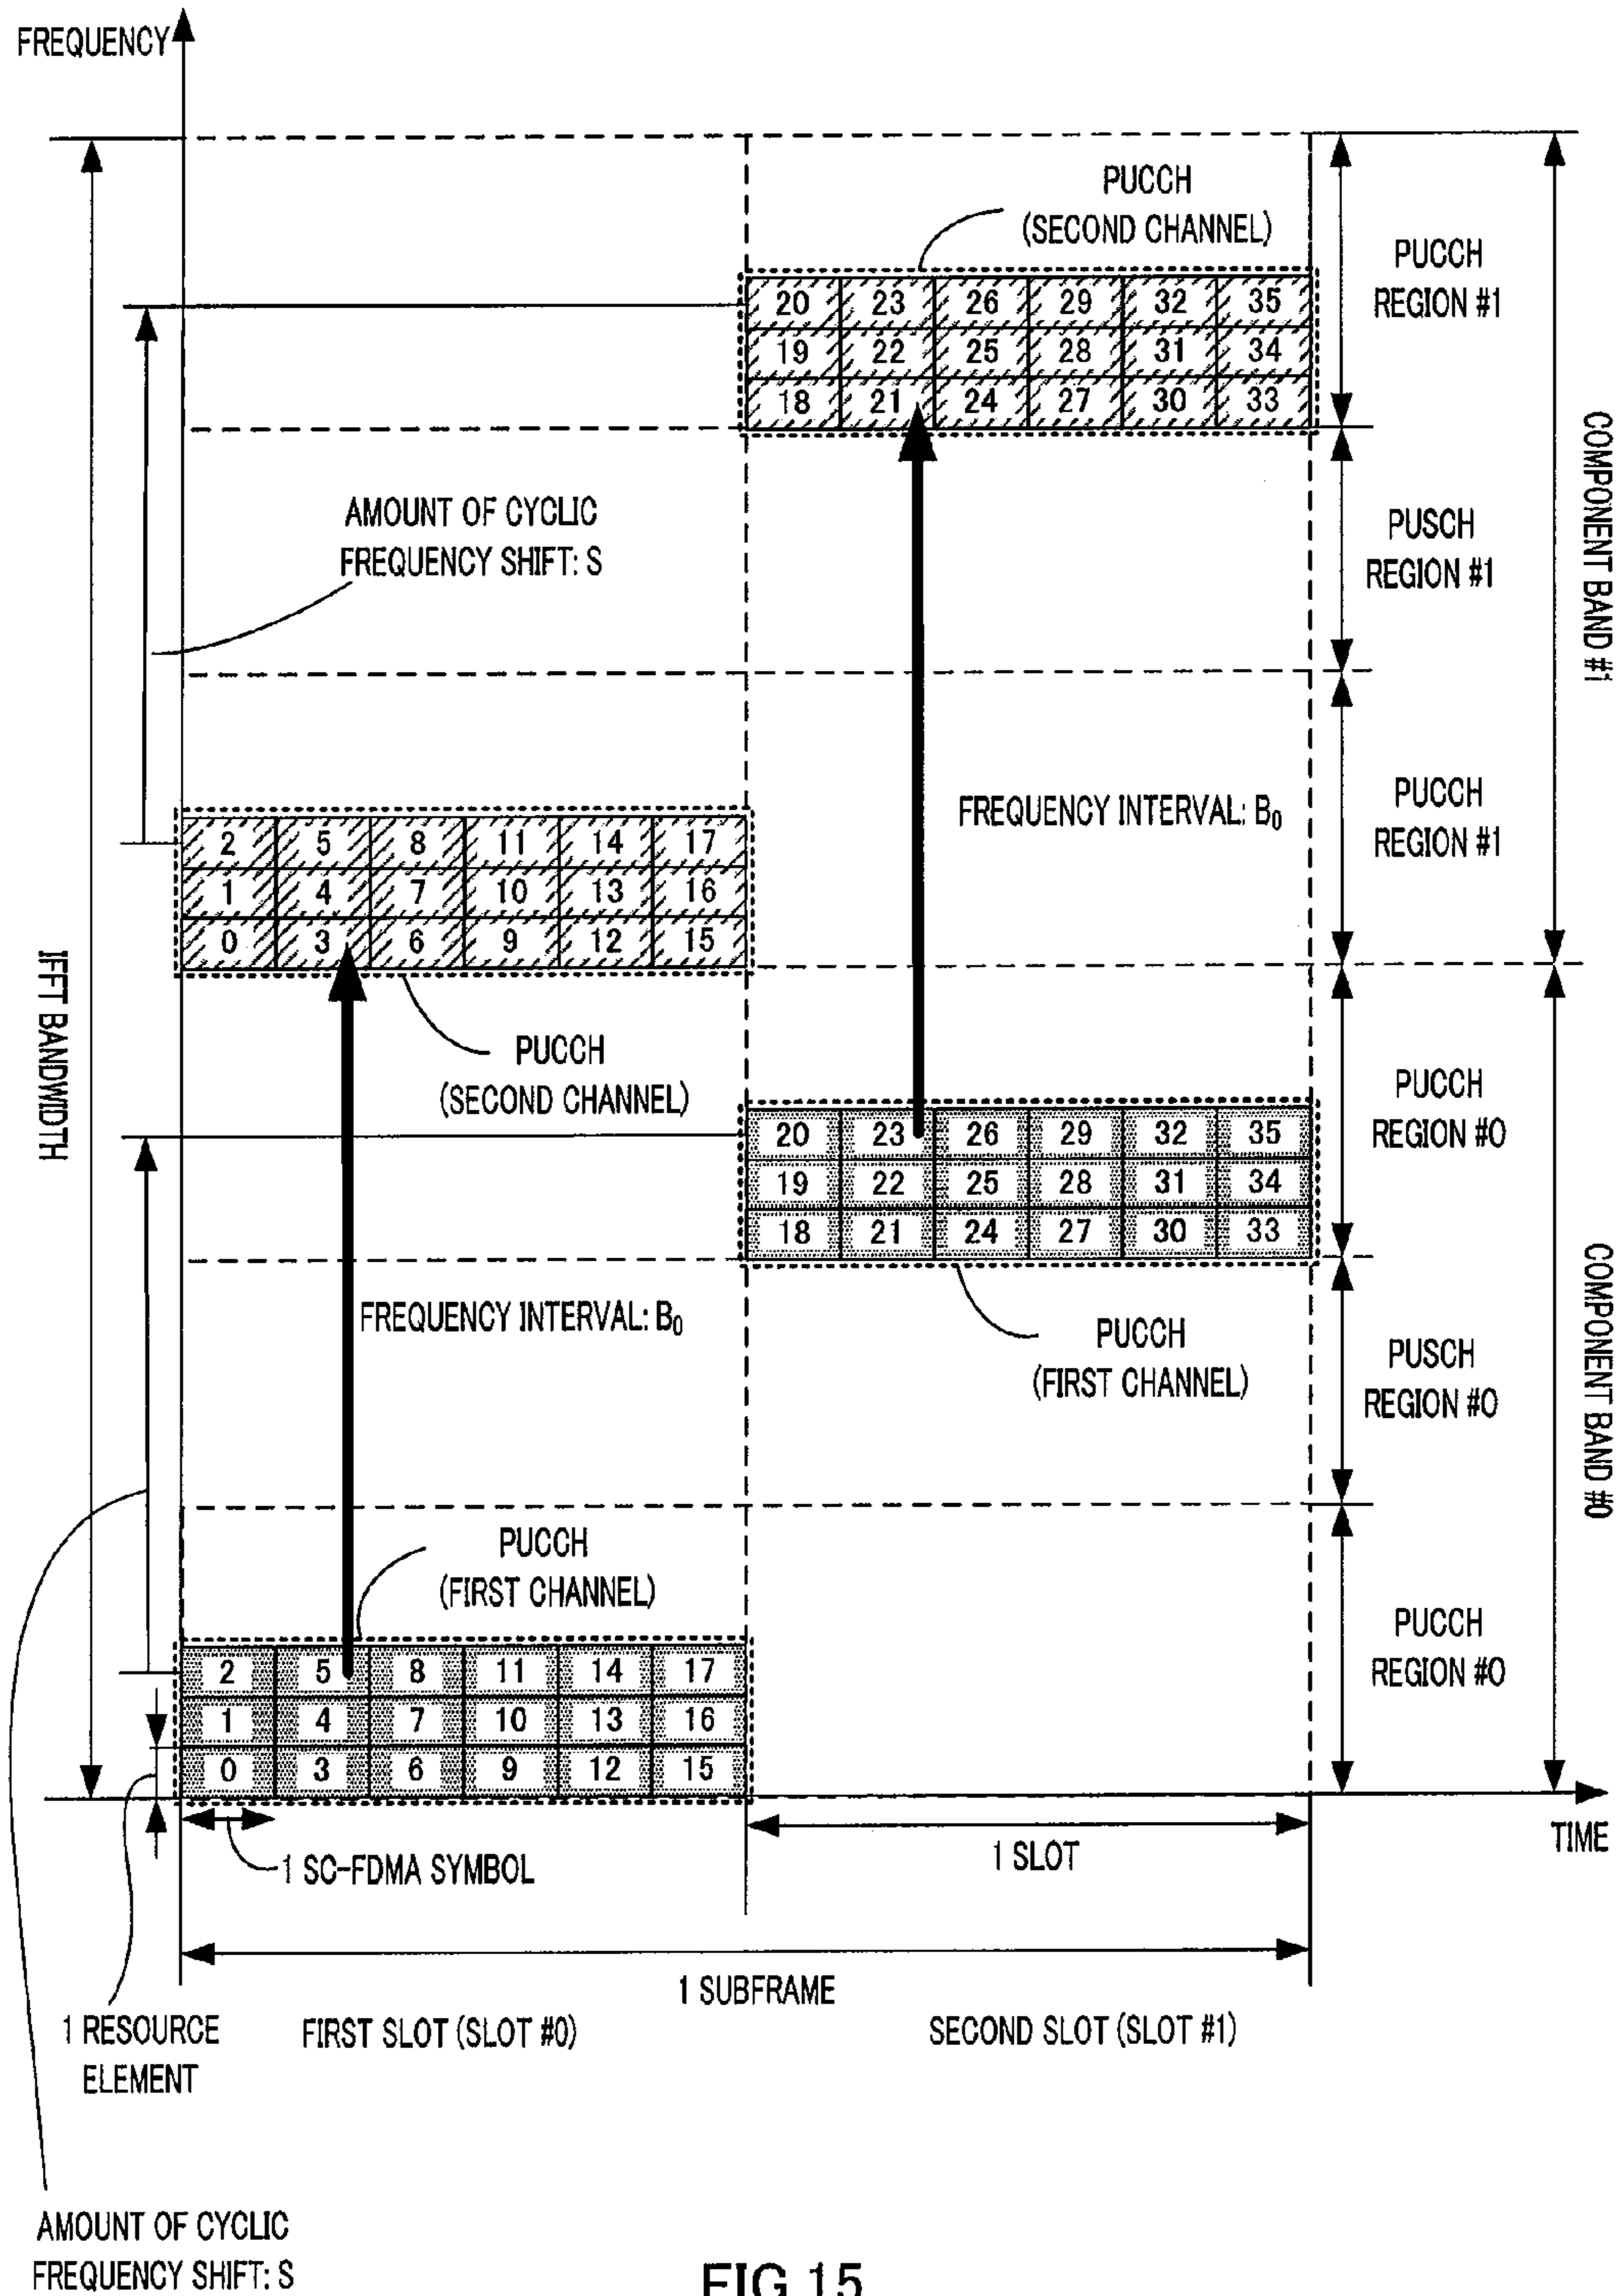 FREQUENCY
PUCCH
(SECOND CHANNEL)
20 23 26 29 32 35
19 22 25 28 31 34
18 21 24 27 30 33
PUCCH
REGION #1
AMOUNT OF CYCLIC
FREQUENCY SHIFT: S
PUSCH
REGION #1
COMPONENT BAND #1
2 5 8 11 14 17
1 4 7 10 13 16
0 3 6 9 12 15
FREQUENCY INTERVAL: B0
PUCCH
REGION #1
IFFT BANDWIDTH
PUCCH
(SECOND CHANNEL)
20 23 26 29 32 35
19 22 25 28 31 34
18 21 24 27 30 33
PUCCH
REGION #0
FREQUENCY INTERVAL: B0
PUCCH
(FIRST CHANNEL)
PUSCH
REGION #0
COMPONENT BAND #0
PUCCH
(FIRST CHANNEL)
2 5 8 11 14 17
1 4 7 10 13 16
0 3 6 9 12 15
PUCCH
REGION #0
TIME
1 SC-FDMA SYMBOL
1 SLOT
1 SUBFRAME
1 RESOURCE
ELEMENT
FIRST SLOT (SLOT #0)
SECOND SLOT (SLOT #1)
AMOUNT OF CYCLIC
FREQUENCY SHIFT: S
FIG.15